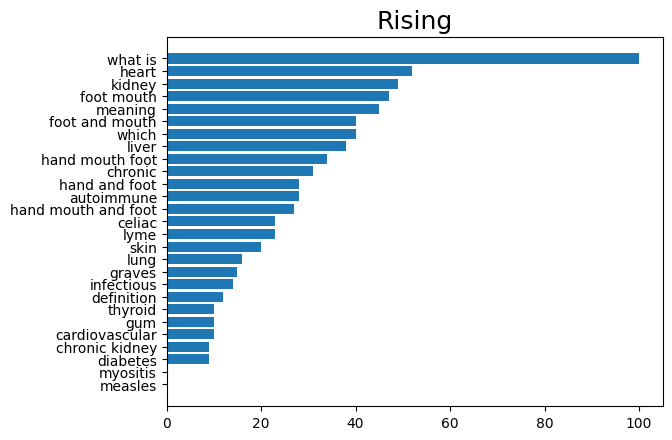 Rising
what is
heart
kidney
foot mouth
meaning
foot and mouth
which
liver
hand mouth foot
chronic
hand and foot
autoimmune
hand mouth and foot
celiac
lyme
skin
lung
graves
infectious
definition
thyroid
gum
cardiovascular
chronic kidney
diabetes
myositis
measles
0 20 40 60 80 100